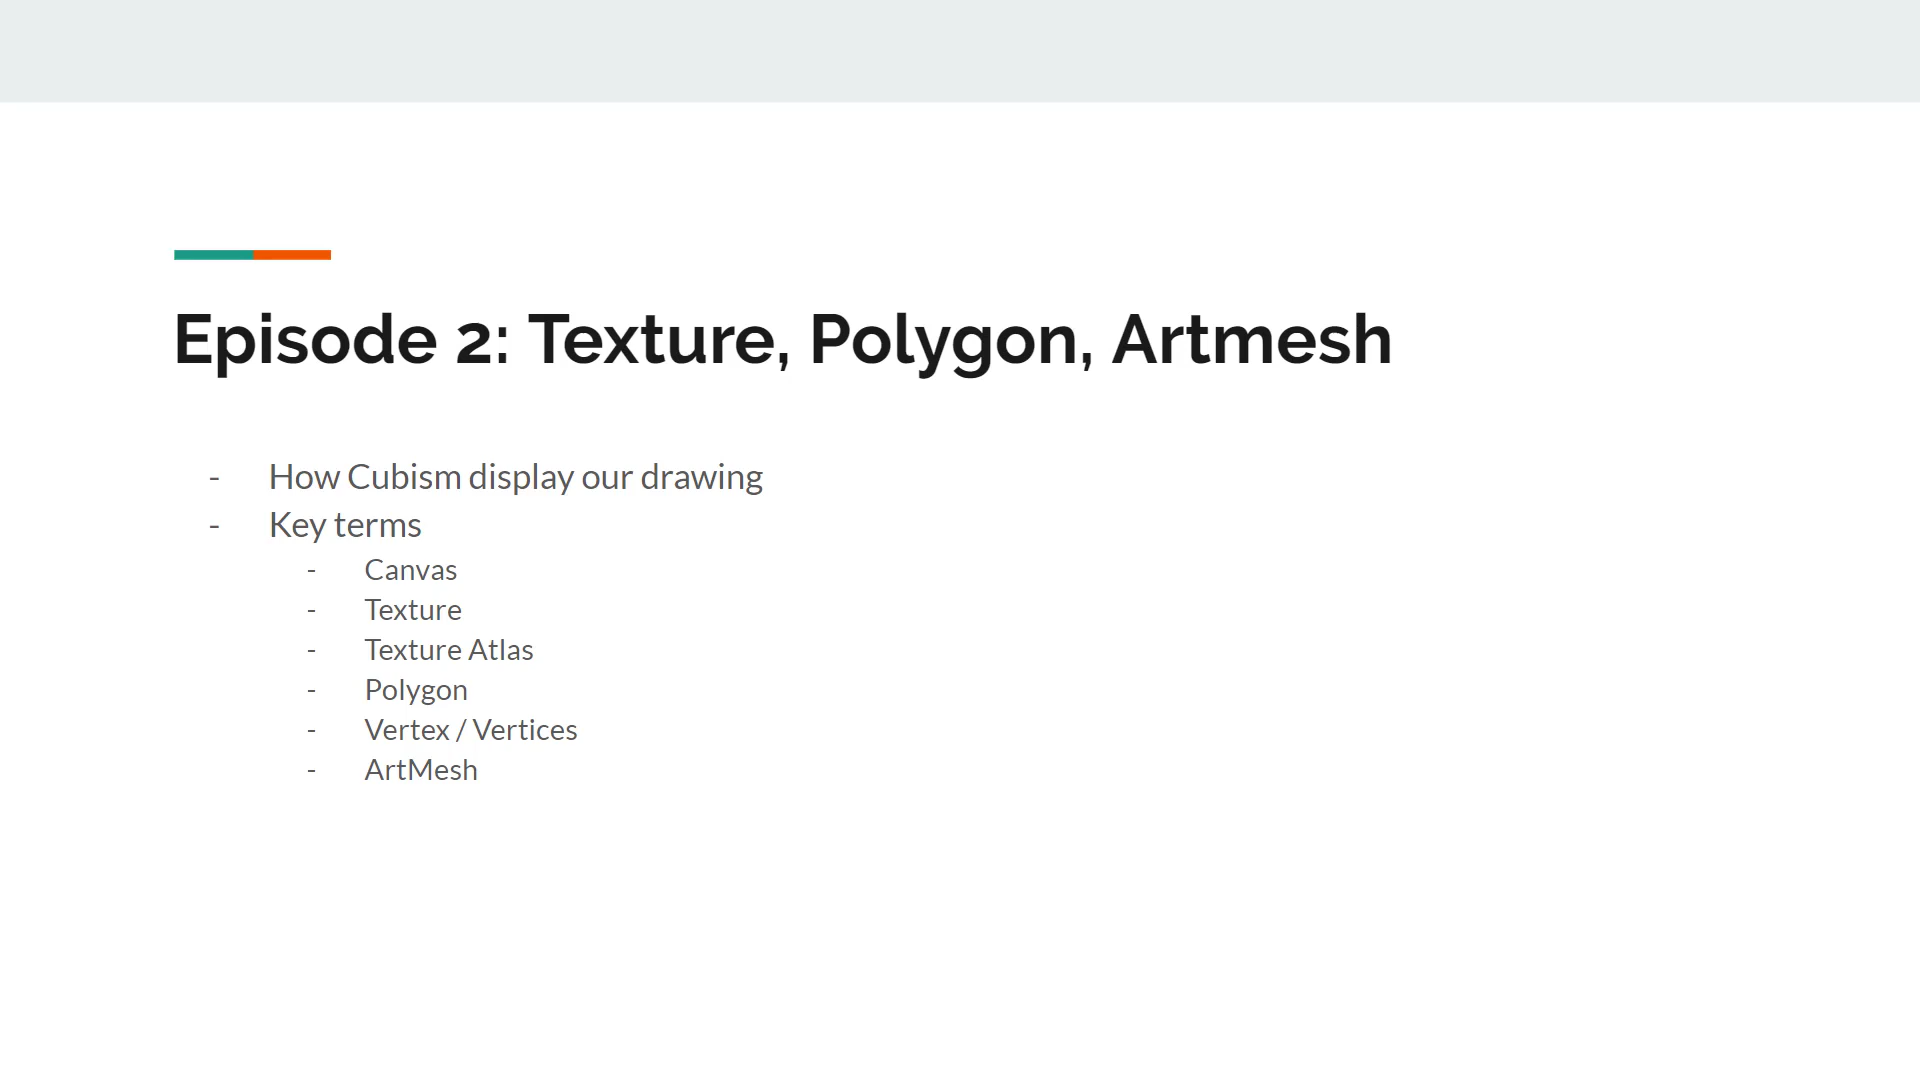 Episode 2: Texture, Polygon, Artmesh
- How Cubism display our drawing
- Key terms
- Canvas
- Texture
- Texture Atlas
- Polygon
- Vertex / Vertices
- ArtMesh